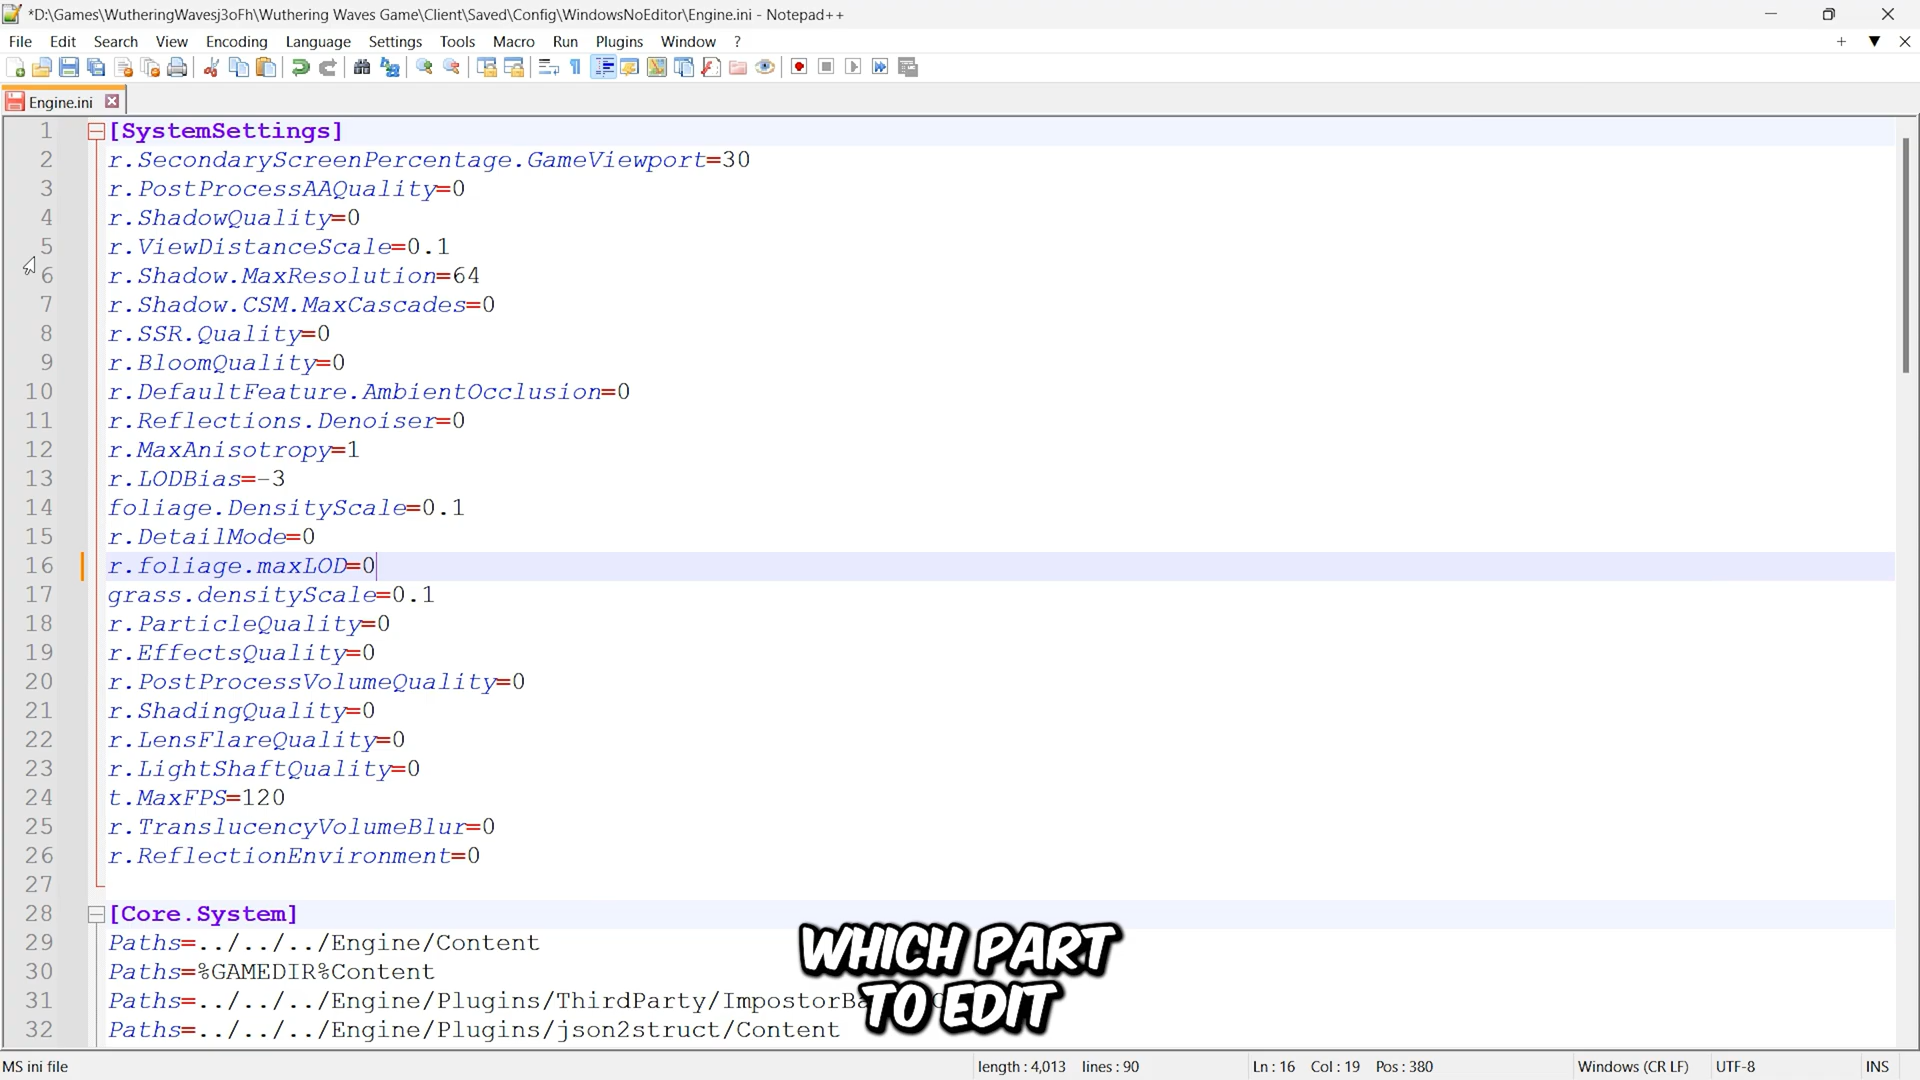 *D:\Games\WutheringWavesj3oFh\Wuthering Waves Game\Client\Saved\Config\WindowsNoEditor\Engine.ini - Notepad++
File Edit Search View Encoding Language Settings Tools Macro Run Plugins Window ?
Engine.ini
1 [SystemSettings]
2 r.SecondaryScreenPercentage.GameViewport=30
3 r.PostProcessAAQuality=0
4 r.ShadowQuality=0
5 r.ViewDistanceScale=0.1
6 r.Shadow.MaxResolution=64
7 r.Shadow.CSM.MaxCascades=0
8 r.SSR.Quality=0
9 r.BloomQuality=0
10 r.DefaultFeature.AmbientOcclusion=0
11 r.Reflections.Denoiser=0
12 r.MaxAnisotropy=1
13 r.LODBias=-3
14 foliage.DensityScale=0.1
15 r.DetailMode=0
16 r.foliage.maxLOD=0
17 grass.densityScale=0.1
18 r.ParticleQuality=0
19 r.EffectsQuality=0
20 r.PostProcessVolumeQuality=0
21 r.ShadingQuality=0
22 r.LensFlareQuality=0
23 r.LightShaftQuality=0
24 t.MaxFPS=120
25 r.TranslucencyVolumeBlur=0
26 r.ReflectionEnvironment=0
27
28 [Core.System]
29 Paths=../../../Engine/Content
30 Paths=%GAMEDIR%Content
31 Paths=../../../Engine/Plugins/ThirdParty/ImpostorBa
32 Paths=../../../Engine/Plugins/json2struct/Content
WHICH PART
TO EDIT
MS ini file length : 4,013 lines : 90 Ln : 16 Col : 19 Pos : 380 Windows (CR LF) UTF-8 INS